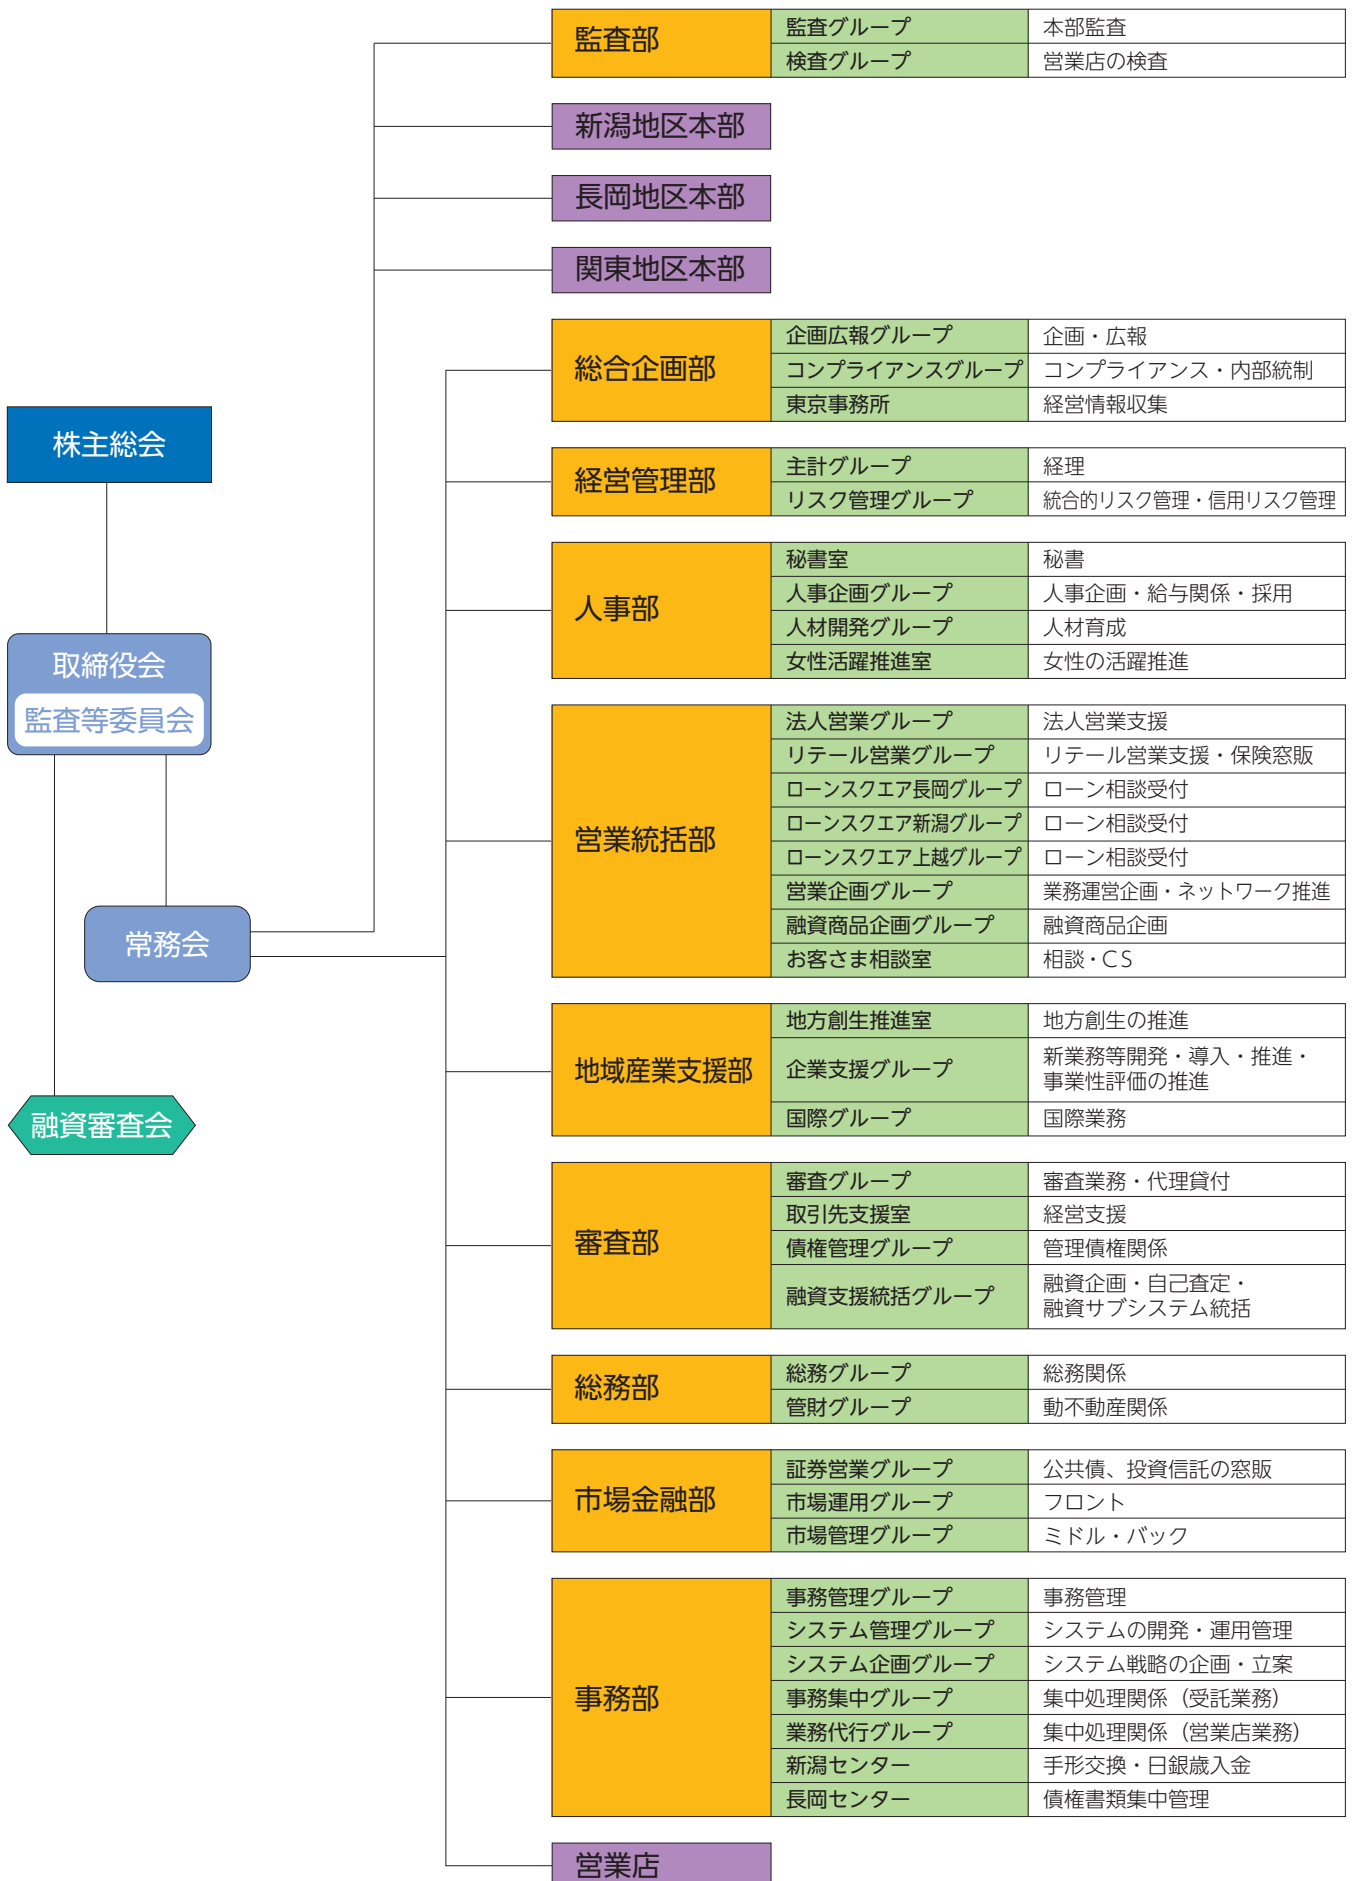 監査部
監査グループ 本部監査
検査グループ 営業店の検査
新潟地区本部
長岡地区本部
関東地区本部
総合企画部
企画広報グループ 企画・広報
コンプライアンスグループ コンプライアンス・内部統制
東京事務所 経営情報収集
株主総会
経営管理部
主計グループ 経理
リスク管理グループ 統合的リスク管理・信用リスク管理
人事部
秘書室 秘書
人事企画グループ 人事企画・給与関係・採用
人材開発グループ 人材育成
女性活躍推進室 女性の活躍推進
取締役会
監査等委員会
営業統括部
法人営業グループ 法人営業支援
リテール営業グループ リテール営業支援・保険窓販
ローンスクエア長岡グループ ローン相談受付
ローンスクエア新潟グループ ローン相談受付
ローンスクエア上越グループ ローン相談受付
営業企画グループ 業務運営企画・ネットワーク推進
融資商品企画グループ 融資商品企画
お客さま相談室 相談・CS
常務会
地域産業支援部
地方創生推進室 地方創生の推進
企業支援グループ 新業務等開発・導入・推進・
事業性評価の推進
国際グループ 国際業務
融資審査会
審査部
審査グループ 審査業務・代理貸付
取引先支援室 経営支援
債権管理グループ 管理債権関係
融資支援統括グループ 融資企画・自己査定・
融資サブシステム統括
総務部
総務グループ 総務関係
管財グループ 動不動産関係
市場金融部
証券営業グループ 公共債、投資信託の窓販
市場運用グループ フロント
市場管理グループ ミドル・バック
事務部
事務管理グループ 事務管理
システム管理グループ システムの開発・運用管理
システム企画グループ システム戦略の企画・立案
事務集中グループ 集中処理関係（受託業務）
業務代行グループ 集中処理関係（営業店業務）
新潟センター 手形交換・日銀歳入金
長岡センター 債権書類集中管理
営業店